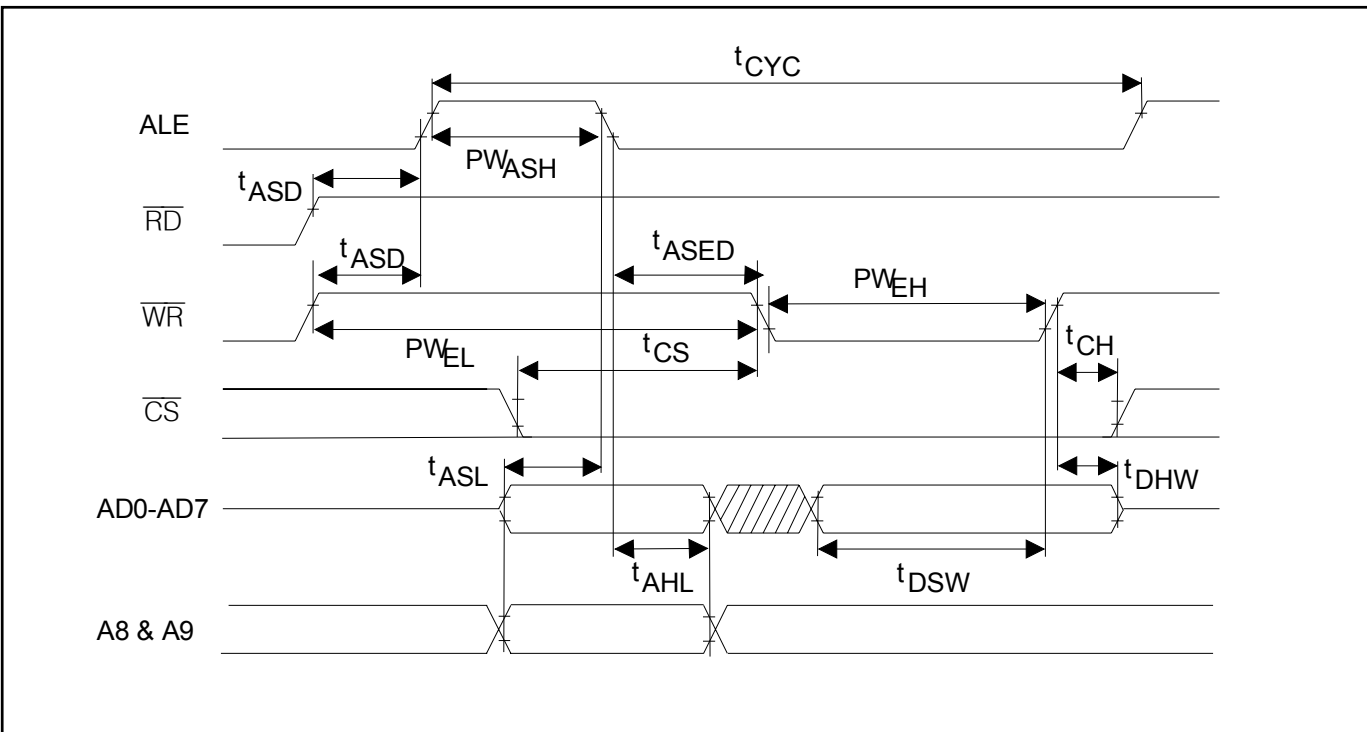 tCYC
ALE
PWASH
tASD
RD
tASD
tASED
WR
PWEH
PWEL
tCS
tCH
CS
tASL
tDHW
AD0-AD7
tAHL
tDSW
A8 & A9